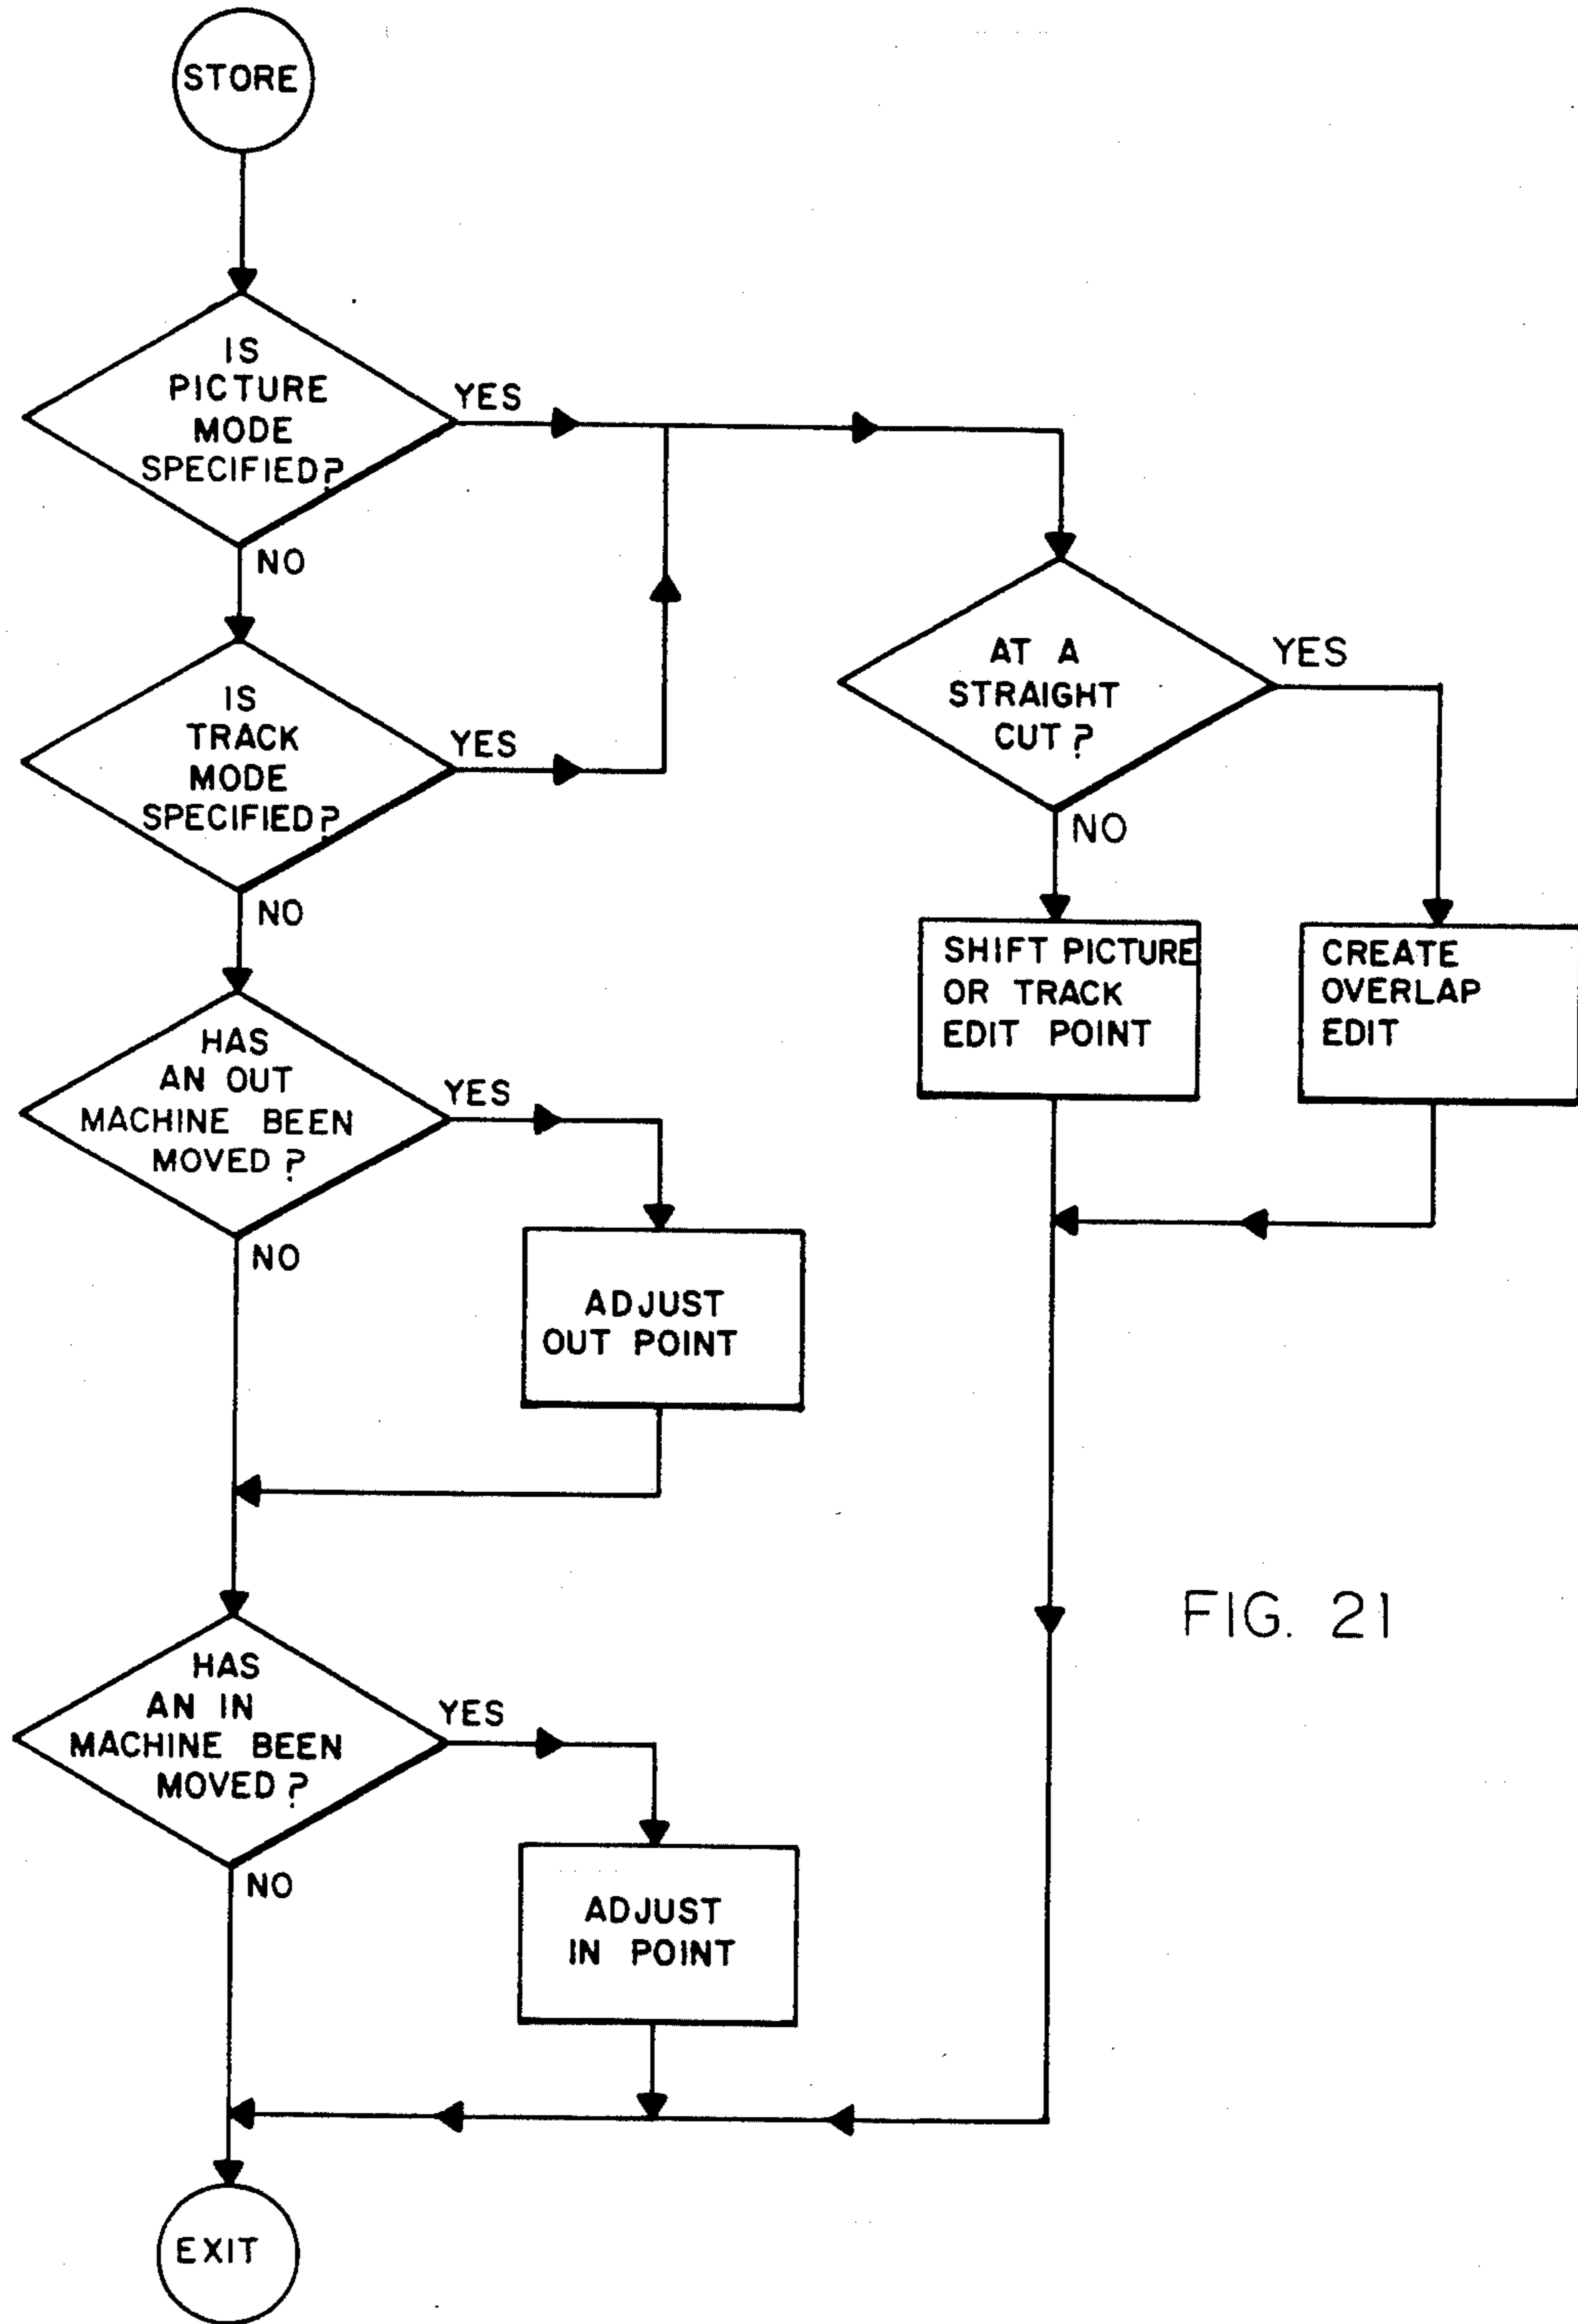 STORE
IS
PICTURE
MODE
SPECIFIED?
YES
NO
IS
TRACK
MODE
SPECIFIED?
YES
NO
AT A
STRAIGHT
CUT?
YES
NO
SHIFT PICTURE
OR TRACK
EDIT POINT
CREATE
OVERLAP
EDIT
HAS
AN OUT
MACHINE BEEN
MOVED?
YES
NO
ADJUST
OUT POINT
HAS
AN IN
MACHINE BEEN
MOVED?
YES
NO
ADJUST
IN POINT
EXIT
FIG. 21